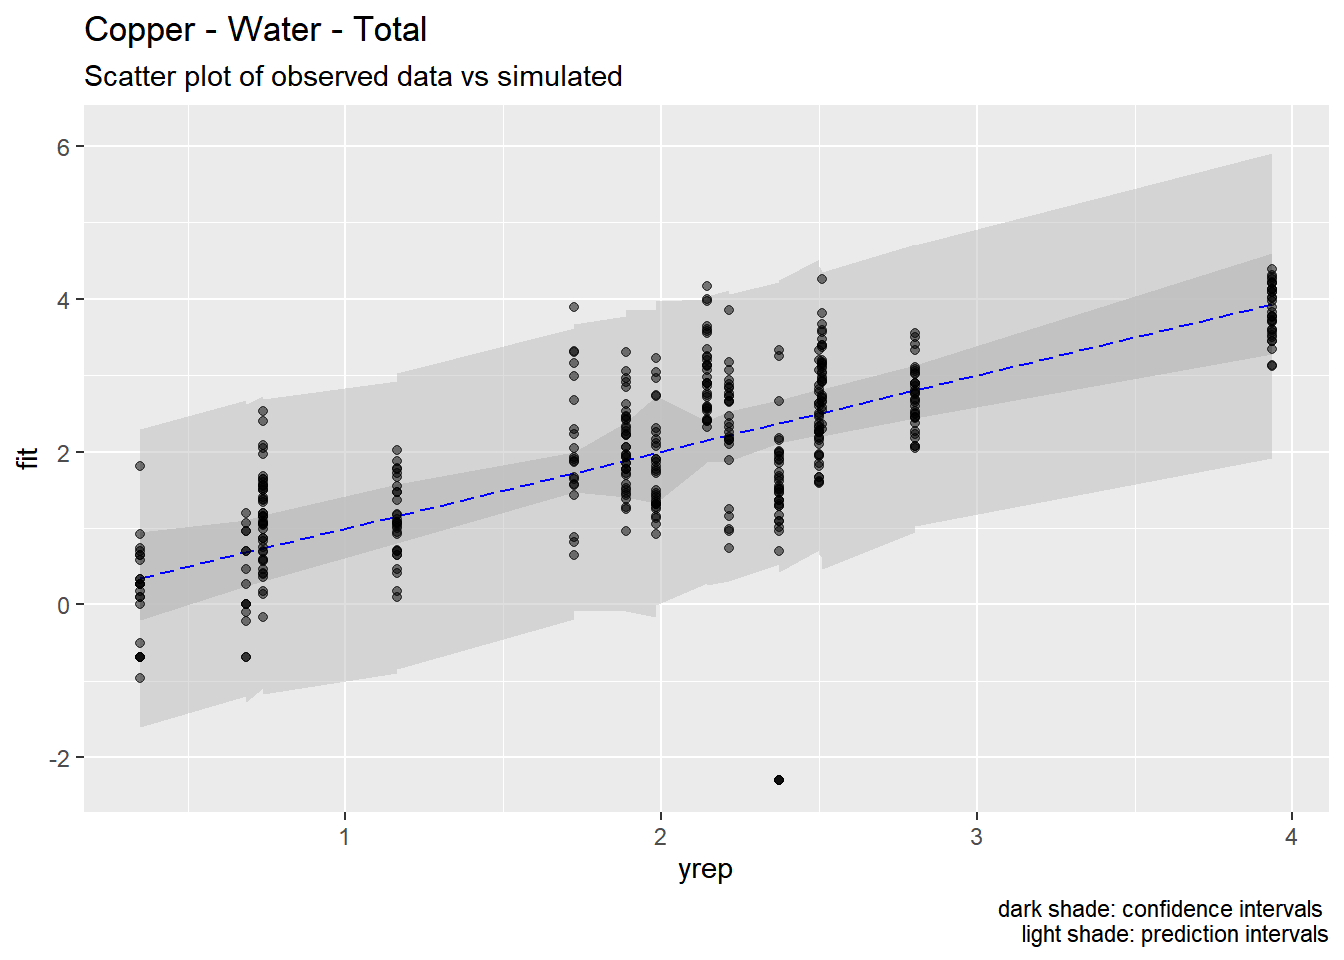 Copper - Water - Total
Scatter plot of observed data vs simulated
6
4
2
0
-2
fit
1 2 3 4
yrep
dark shade: confidence intervals
light shade: prediction intervals